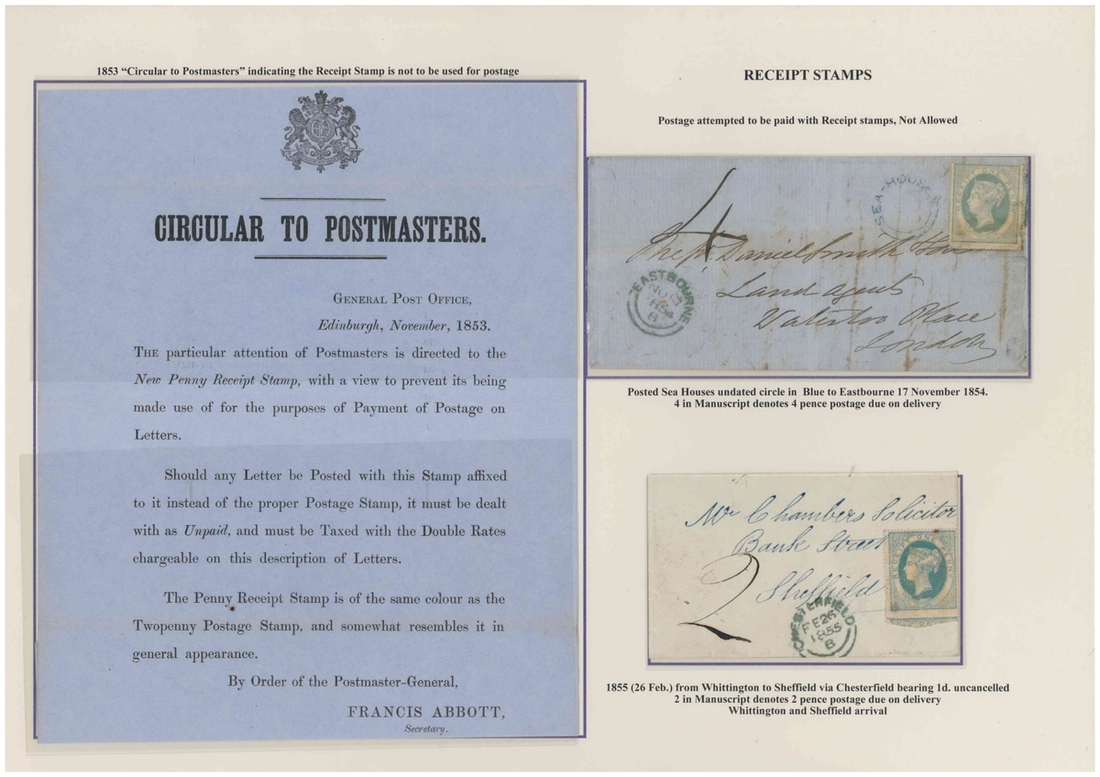 1853 “Circular to Postmasters” indicating the Receipt Stamp is not to be used for postage
CIRCULAR TO POSTMASTERS.
GENERAL POST OFFICE,
Edinburgh, November, 1853.
THE particular attention of Postmasters is directed to the
New Penny Receipt Stamp, with a view to prevent its being
made use of for the purposes of Payment of Postage on
Letters.
Should any Letter be Posted with this Stamp affixed
to it instead of the proper Postage Stamp, it must be dealt
with as Unpaid, and must be Taxed with the Double Rates
chargeable on this description of Letters.
The Penny Receipt Stamp is of the same colour as the
Twopenny Postage Stamp, and somewhat resembles it in
general appearance.
By Order of the Postmaster-General,
FRANCIS ABBOTT,
Secretary.
RECEIPT STAMPS
Postage attempted to be paid with Receipt stamps, Not Allowed
4
SEA-HOUSES
Daniel Smith
Land agents
Waterloo Place
London
EASTBOURNE
NO
B
Posted Sea Houses undated circle in Blue to Eastbourne 17 November 1854.
4 in Manuscript denotes 4 pence postage due on delivery
Mr Chambers Solicitor
Bank Street
Sheffield
2
CHESTERFIELD
FE 26
1855
B
1855 (26 Feb.) from Whittington to Sheffield via Chesterfield bearing 1d. uncancelled
2 in Manuscript denotes 2 pence postage due on delivery
Whittington and Sheffield arrival